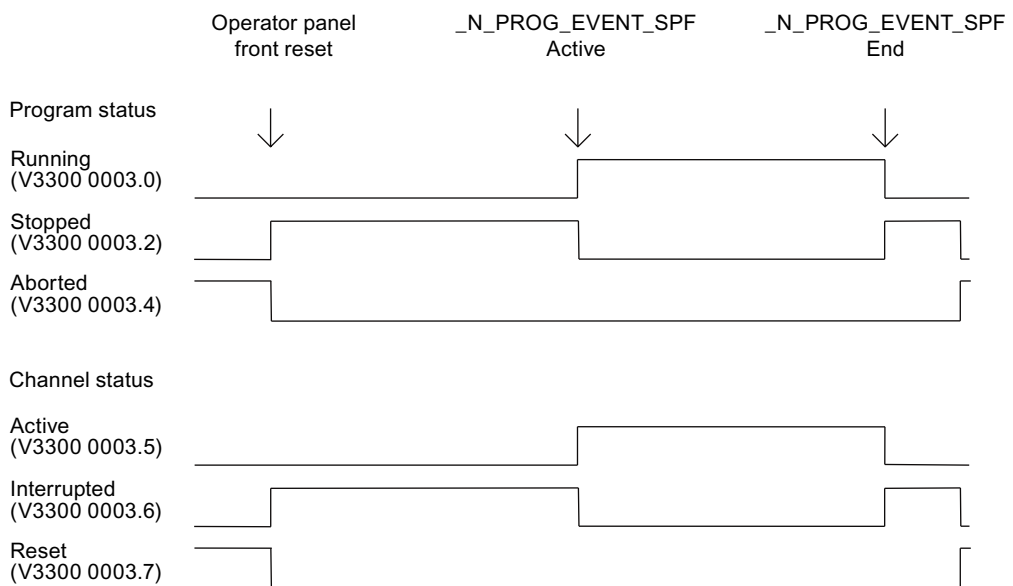 Operator panel
front reset
_N_PROG_EVENT_SPF
Active
_N_PROG_EVENT_SPF
End
Program status
Running
(V3300 0003.0)
Stopped
(V3300 0003.2)
Aborted
(V3300 0003.4)
Channel status
Active
(V3300 0003.5)
Interrupted
(V3300 0003.6)
Reset
(V3300 0003.7)